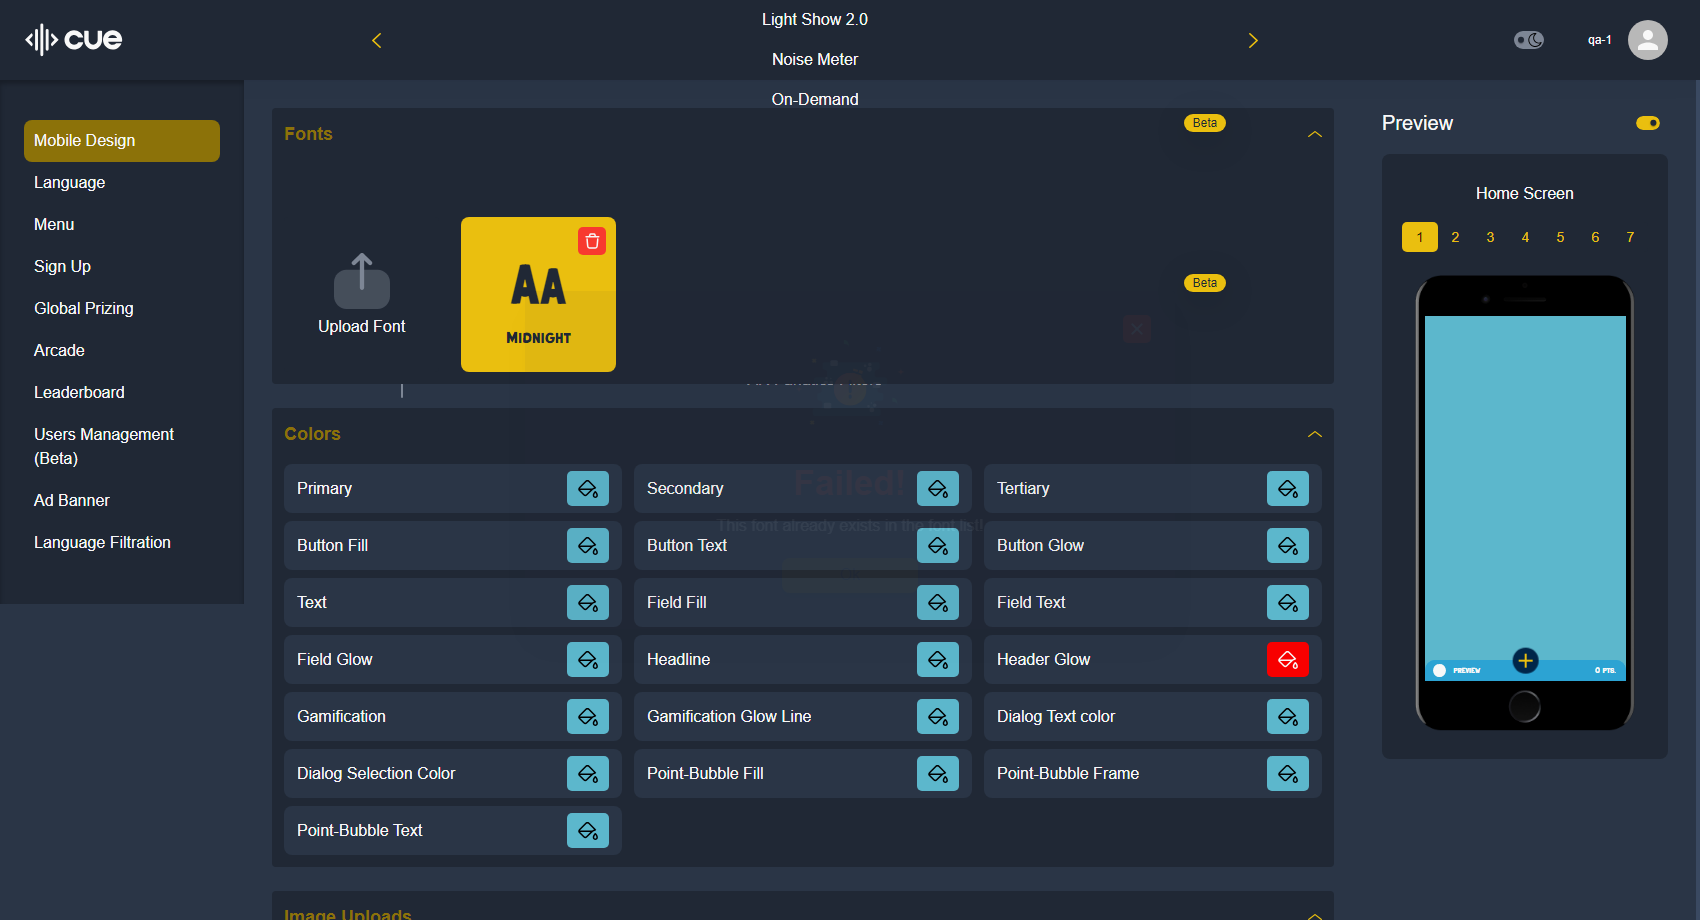 cue
Light Show 2.0
Noise Meter
On-Demand
qa-1
Mobile Design
Language
Menu
Sign Up
Global Prizing
Arcade
Leaderboard
Users Management
(Beta)
Ad Banner
Language Filtration
Fonts
Beta
Upload Font
AA
MIDNIGHT
Beta
Colors
Failed!
This font already exists in the font list!
Primary
Secondary
Tertiary
Button Fill
Button Text
Button Glow
Text
Field Fill
Field Text
Field Glow
Headline
Header Glow
Gamification
Gamification Glow Line
Dialog Text color
Dialog Selection Color
Point-Bubble Fill
Point-Bubble Frame
Point-Bubble Text
Image Uploads
Preview
Home Screen
1 2 3 4 5 6 7
PREVIEW
0 PTS.